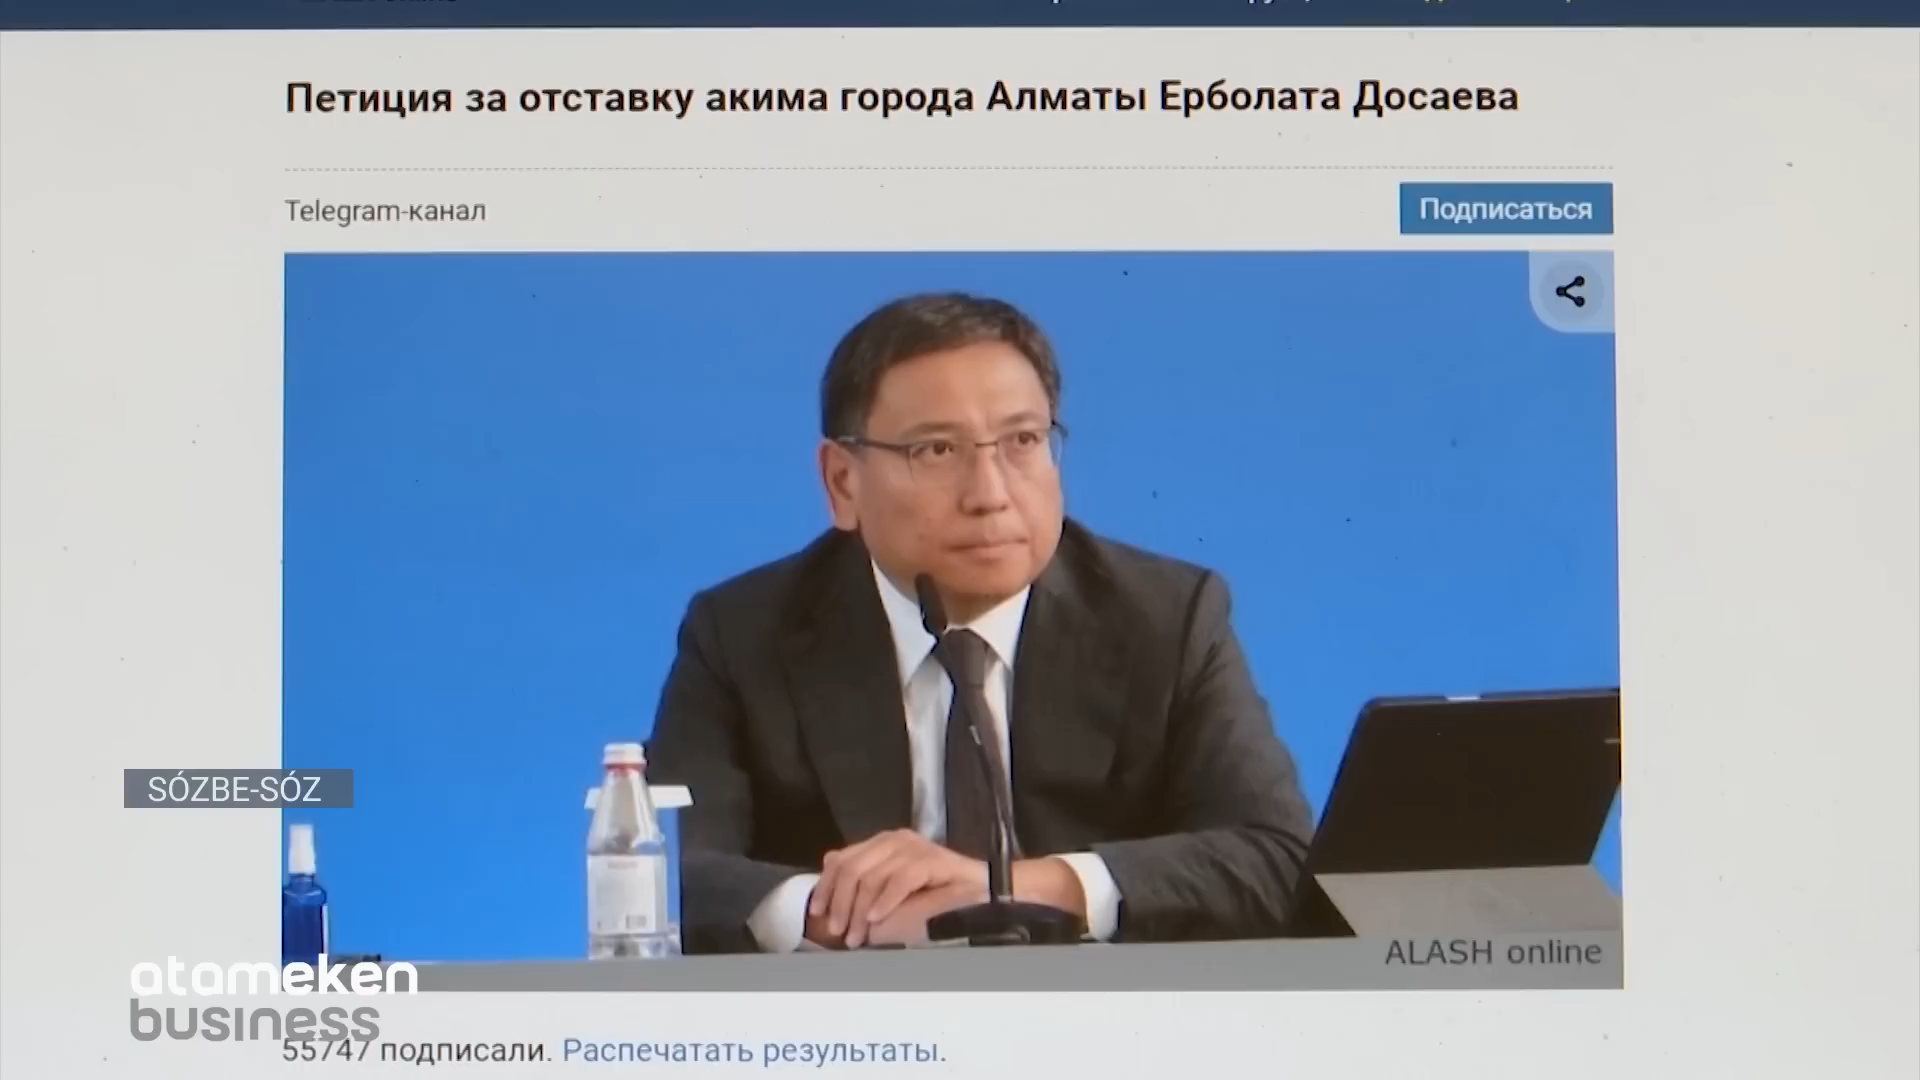 Петиция за отставку акима города Алматы Ерболата Досаева
Telegram-канал
Подписаться
SÓZBE-SÓZ
ALASH online
atameken
business
55747 подписали. Распечатать результаты.